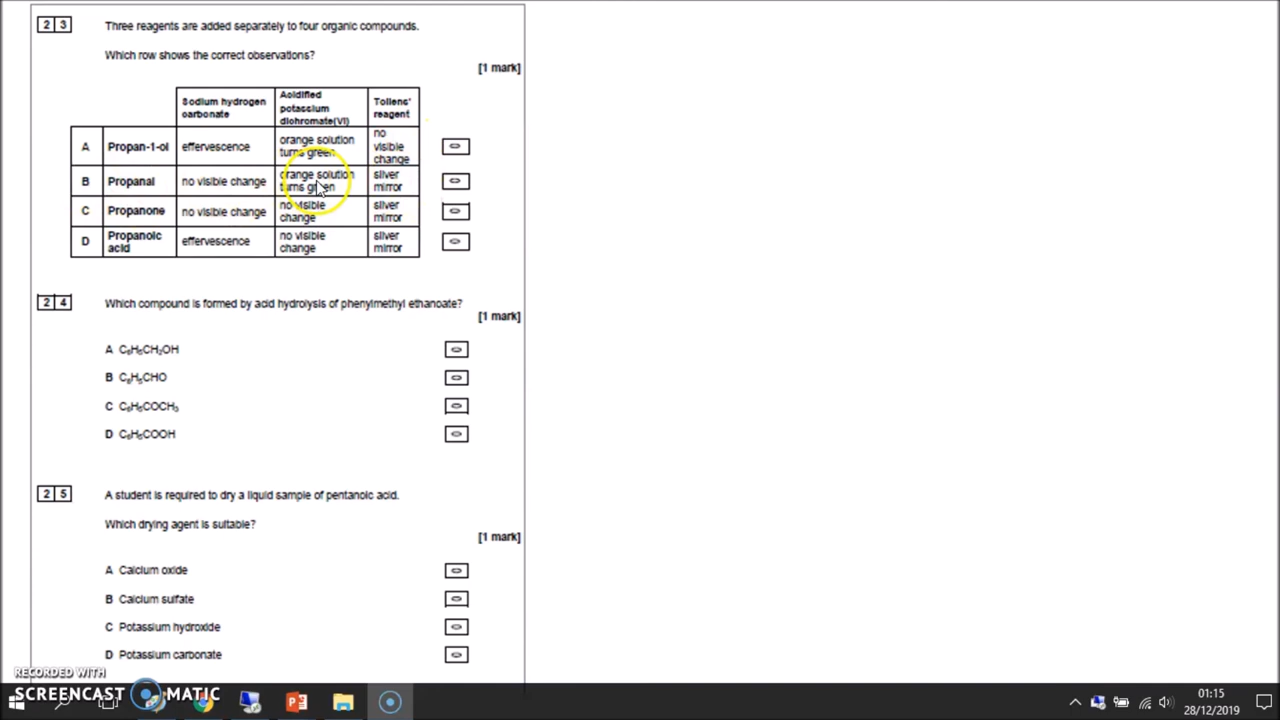 2 3
Three reagents are added separately to four organic compounds.
Which row shows the correct observations?
[1 mark]
Sodium hydrogen carbonate
Acidified potassium dichromate(VI)
Tollens' reagent
A Propan-1-ol effervescence orange solution turns green no visible change
B Propanal no visible change orange solution turns green silver mirror
C Propanone no visible change no visible change silver mirror
D Propanoic acid effervescence no visible change silver mirror
2 4
Which compound is formed by acid hydrolysis of phenylmethyl ethanoate?
[1 mark]
A C₆H₅CH₂OH
B C₆H₅CHO
C C₆H₅COCH₃
D C₆H₅COOH
2 5
A student is required to dry a liquid sample of pentanoic acid.
Which drying agent is suitable?
[1 mark]
A Calcium oxide
B Calcium sulfate
C Potassium hydroxide
D Potassium carbonate
RECORDED WITH
SCREENCAST MATIC
01:15
28/12/2019